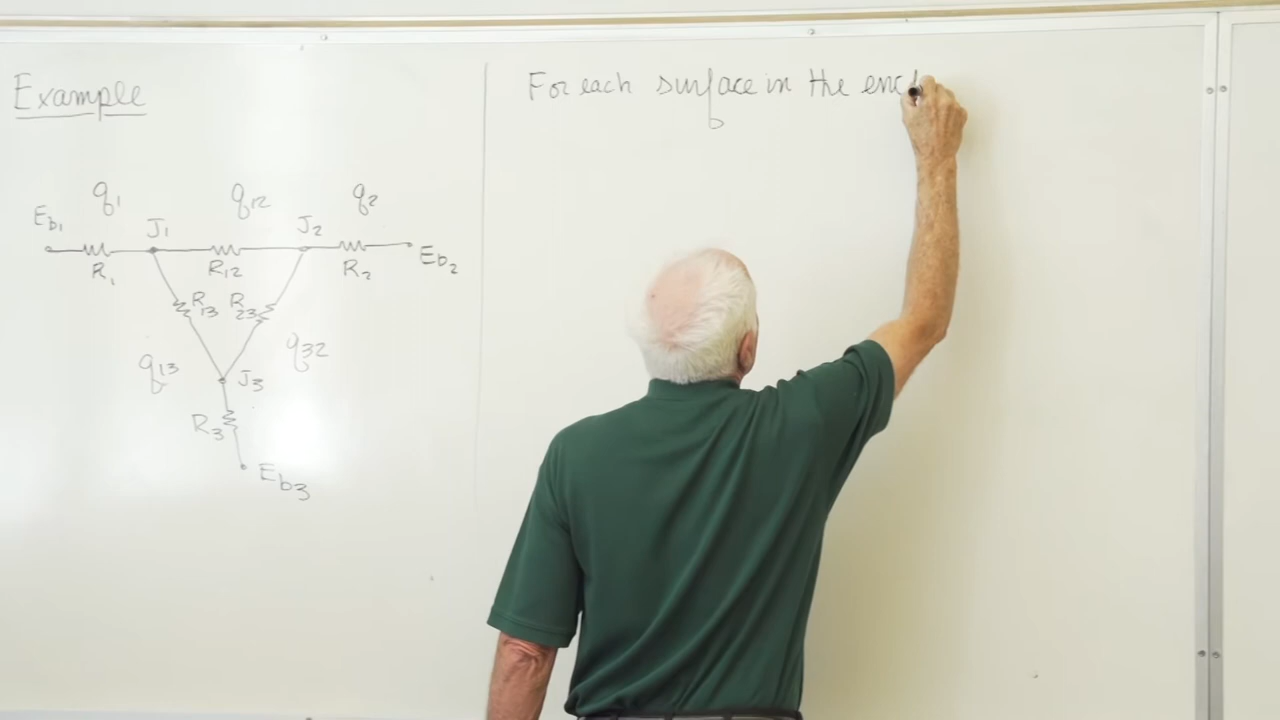 Example
For each surface in the encl
q1
q12
q2
Eb1
J1
J2
R1
R12
R2
Eb2
R13
R23
q13
q32
J3
R3
Eb3